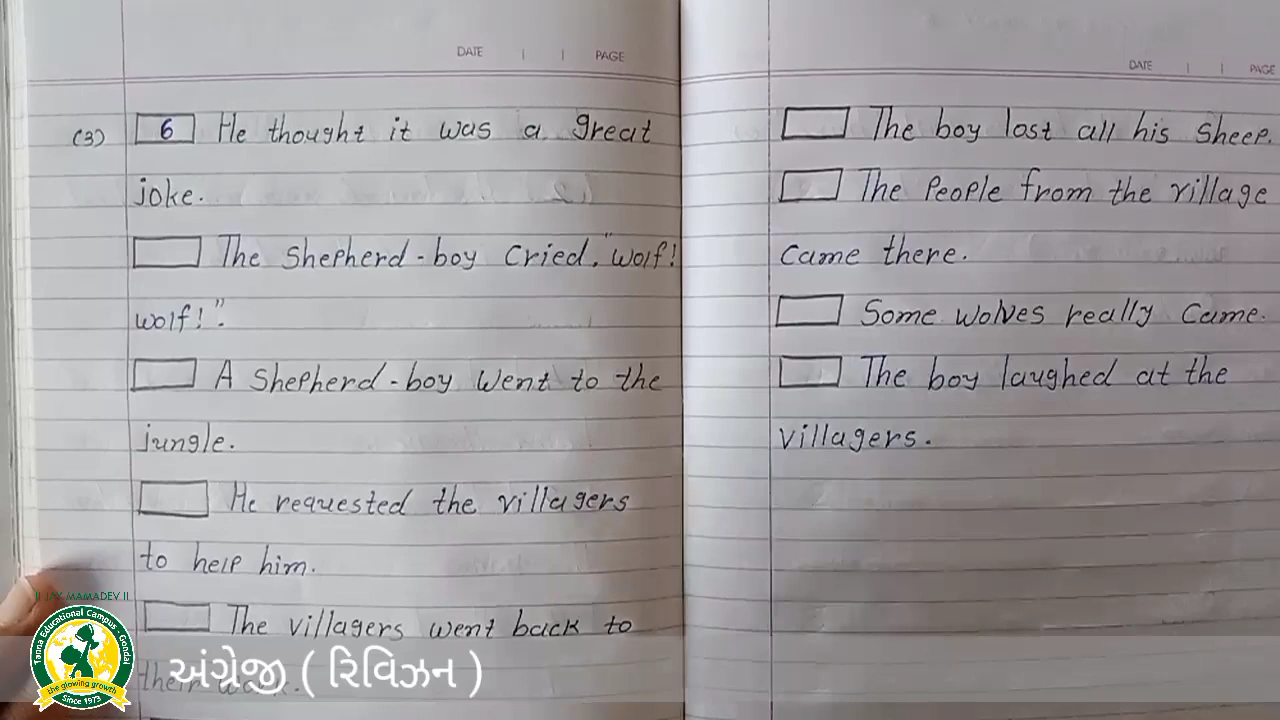 DATE | | PAGE
(3) 6 He thought it was a great
joke.
The Shepherd-boy cried, "wolf!
wolf!".
A Shepherd-boy went to the
jungle.
He requested the villagers
to help him.
The villagers went back to
their work.
DATE | | PAGE
The boy lost all his sheep.
The People from the village
came there.
Some wolves really came.
The boy laughed at the
villagers.
|| JAY MAMADEV ||
Tanna Educational Campus - Gondal
the glowing growth
Since 1973
અંગ્રેજી ( રિવિઝન )